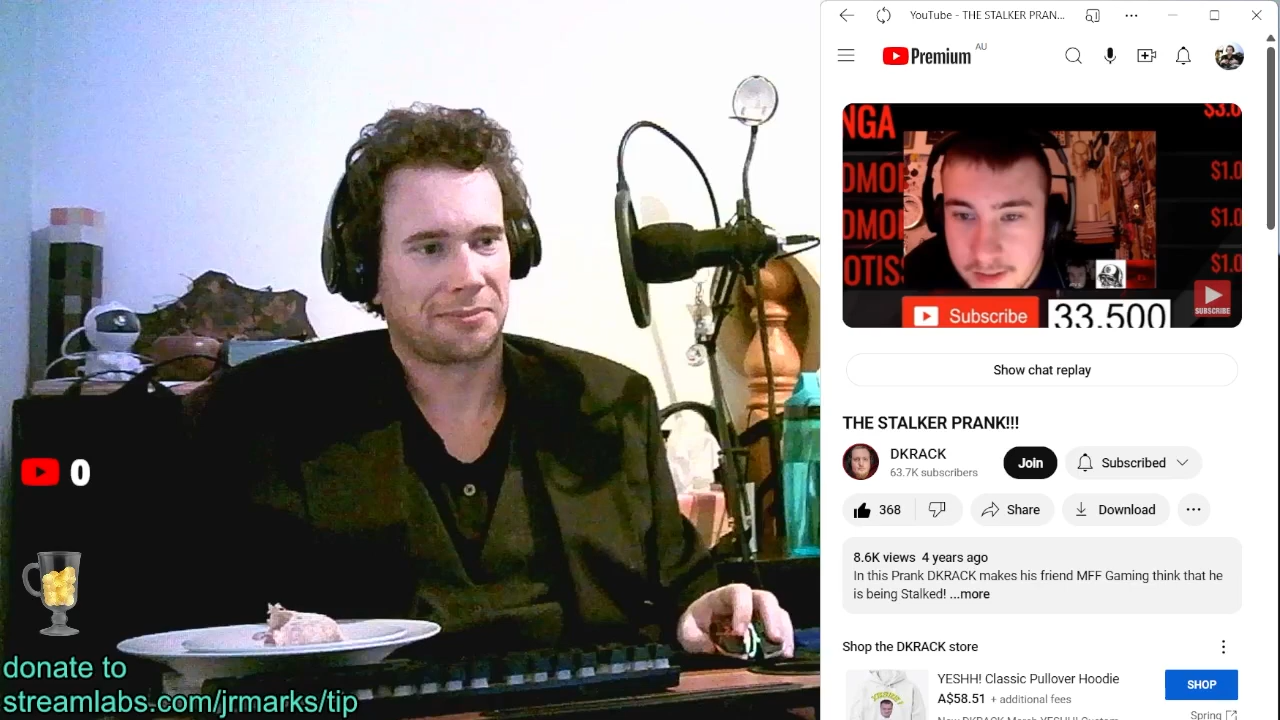 0
donate to
streamlabs.com/jrmarks/tip
YouTube - THE STALKER PRAN...
Premium AU
NGA
$3.0
$1.0
$1.0
$1.0
Subscribe 33,500
SUBSCRIBE
Show chat replay
THE STALKER PRANK!!!
DKRACK
63.7K subscribers
Join
Subscribed
368
Share
Download
8.6K views 4 years ago
In this Prank DKRACK makes his friend MFF Gaming think that he
is being Stalked! ...more
Shop the DKRACK store
YESHH! Classic Pullover Hoodie
A$58.51 + additional fees
SHOP
Spring